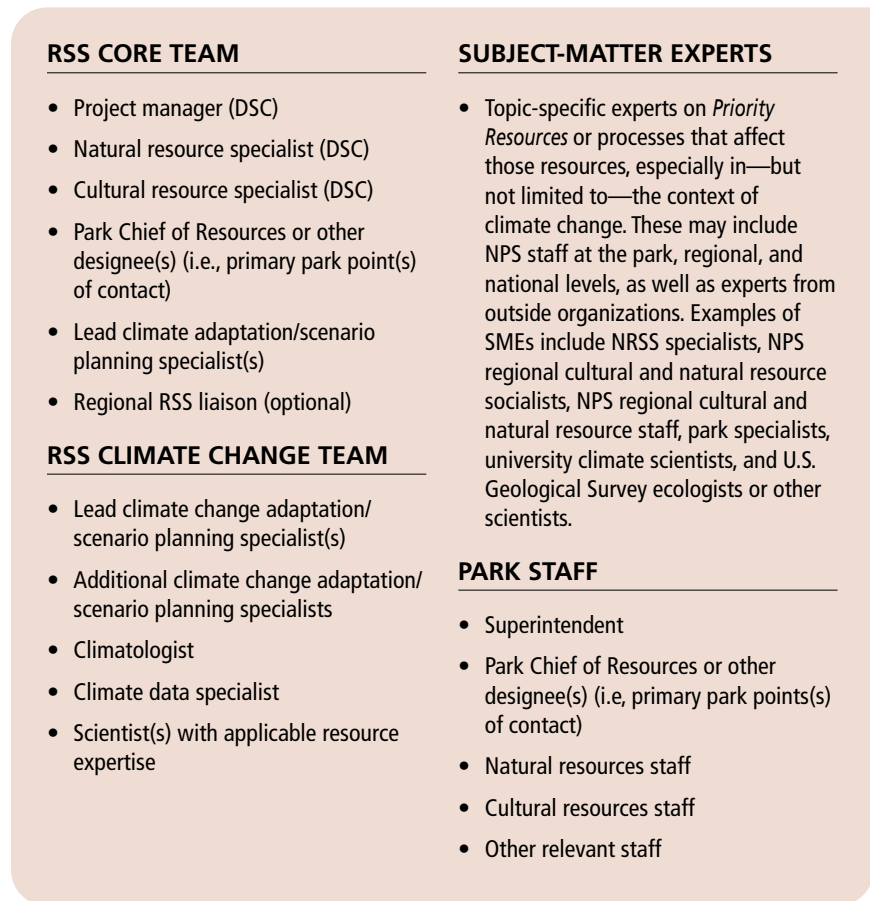 RSS CORE TEAM
• Project manager (DSC)
• Natural resource specialist (DSC)
• Cultural resource specialist (DSC)
• Park Chief of Resources or other
designee(s) (i.e., primary park point(s)
of contact)
• Lead climate adaptation/scenario
planning specialist(s)
• Regional RSS liaison (optional)
RSS CLIMATE CHANGE TEAM
• Lead climate change adaptation/
scenario planning specialist(s)
• Additional climate change adaptation/
scenario planning specialists
• Climatologist
• Climate data specialist
• Scientist(s) with applicable resource
expertise
SUBJECT-MATTER EXPERTS
• Topic-specific experts on Priority
Resources or processes that affect
those resources, especially in—but
not limited to—the context of
climate change. These may include
NPS staff at the park, regional, and
national levels, as well as experts from
outside organizations. Examples of
SMEs include NRSS specialists, NPS
regional cultural and natural resource
socialists, NPS regional cultural and
natural resource staff, park specialists,
university climate scientists, and U.S.
Geological Survey ecologists or other
scientists.
PARK STAFF
• Superintendent
• Park Chief of Resources or other
designee(s) (i.e, primary park points(s)
of contact)
• Natural resources staff
• Cultural resources staff
• Other relevant staff